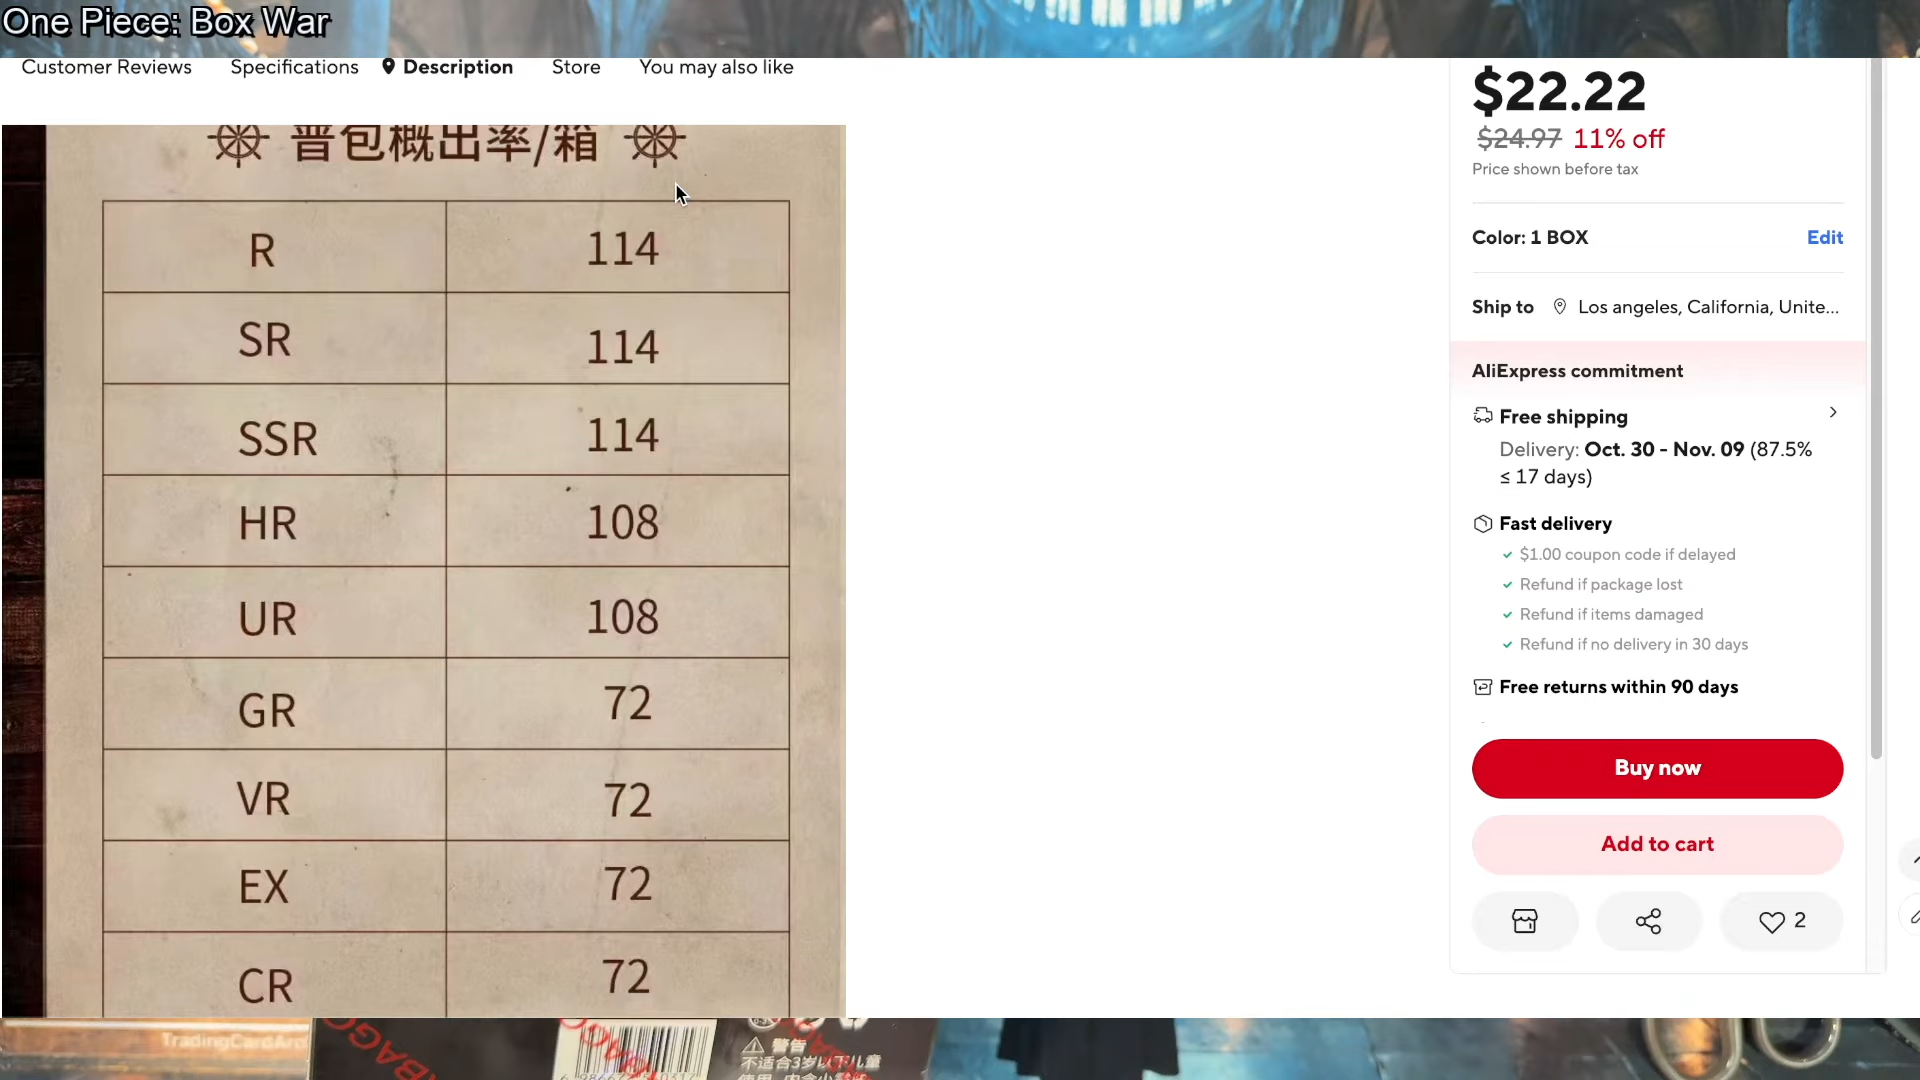 One Piece: Box War
Customer Reviews
Specifications
Description
Store
You may also like
普包概出率/箱
R 114
SR 114
SSR 114
HR 108
UR 108
GR 72
VR 72
EX 72
CR 72
$22.22
$24.97 11% off
Price shown before tax
Color: 1 BOX
Edit
Ship to
Los angeles, California, Unite...
AliExpress commitment
Free shipping
Delivery: Oct. 30 - Nov. 09 (87.5%
≤ 17 days)
Fast delivery
$1.00 coupon code if delayed
Refund if package lost
Refund if items damaged
Refund if no delivery in 30 days
Free returns within 90 days
Buy now
Add to cart
2
警告
不适合3岁以下儿童